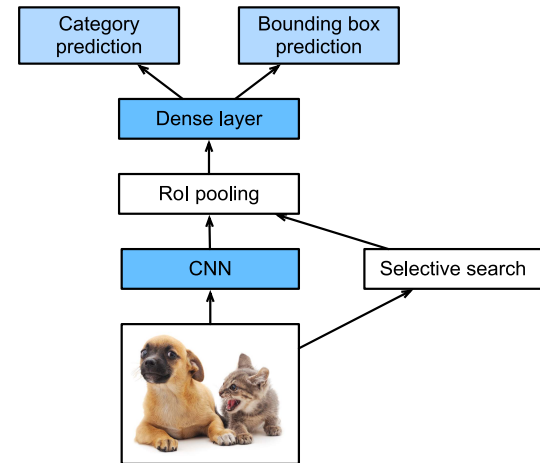 Category
prediction
Bounding box
prediction
Dense layer
RoI pooling
CNN
Selective search